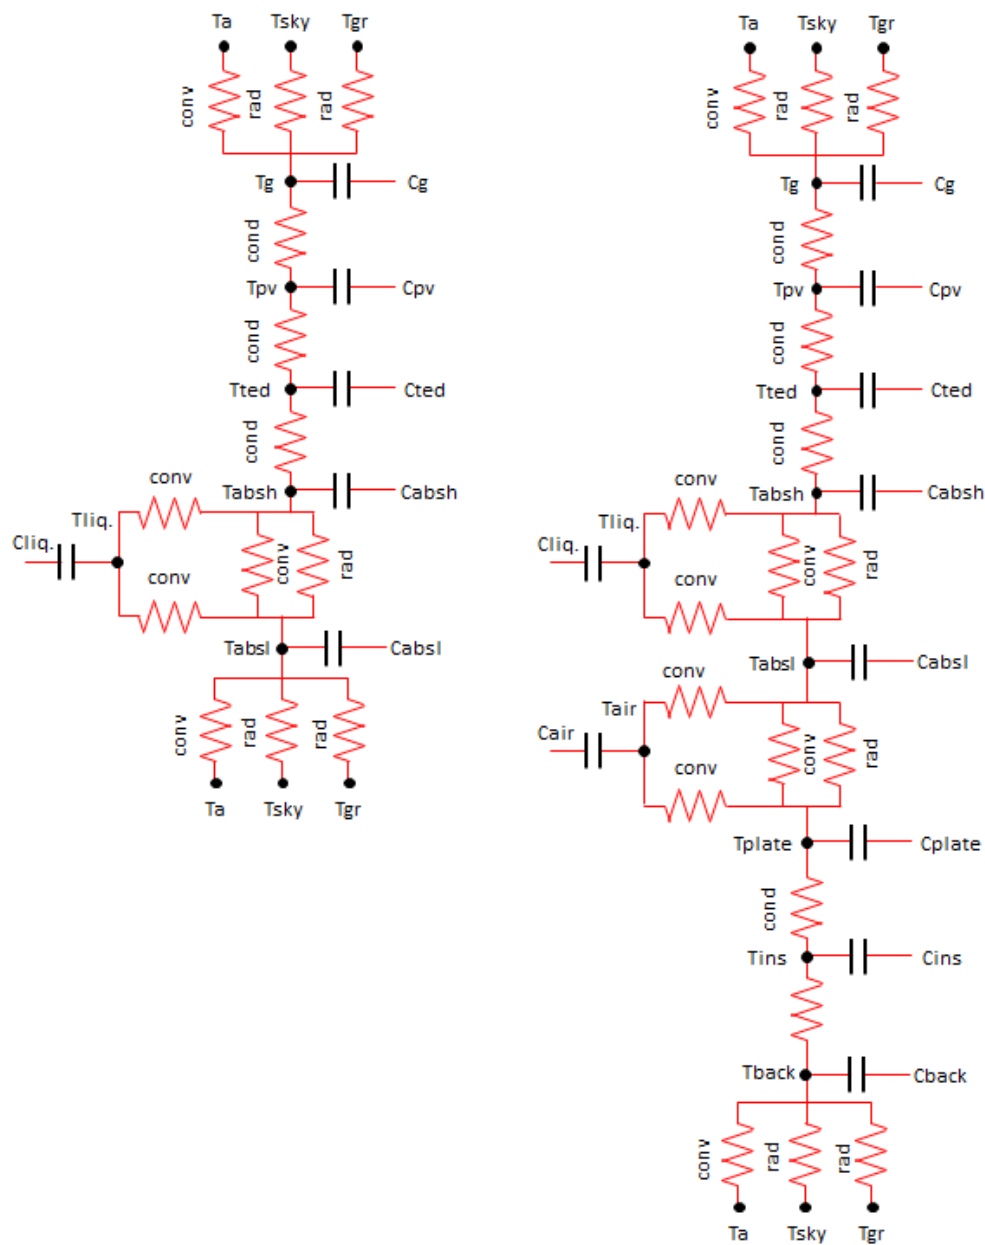 Ta Tsky Tgr
conv rad rad
Tg Cg
cond
Tpv Cpv
cond
Tted Cted
cond
conv
Tabsh Cabsh
Tliq.
Cliq.
conv rad
conv
Tabsl Cabsl
conv rad rad
Ta Tsky Tgr
Ta Tsky Tgr
conv rad rad
Tg Cg
cond
Tpv Cpv
cond
Tted Cted
cond
conv
Tabsh Cabsh
Tliq.
Cliq.
conv rad
conv
Tabsl Cabsl
conv
Tair
Cair
conv rad
conv
Tplate Cplate
cond
Tins Cins
Tback Cback
conv rad rad
Ta Tsky Tgr